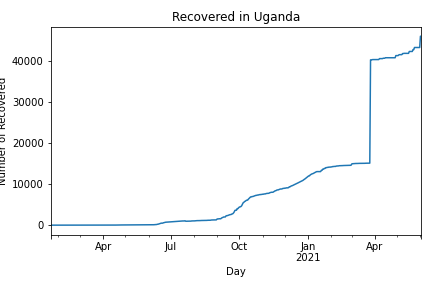 Recovered in Uganda
Number of Recovered
40000
30000
20000
10000
0
Apr
Jul
Oct
Jan
2021
Apr
Day